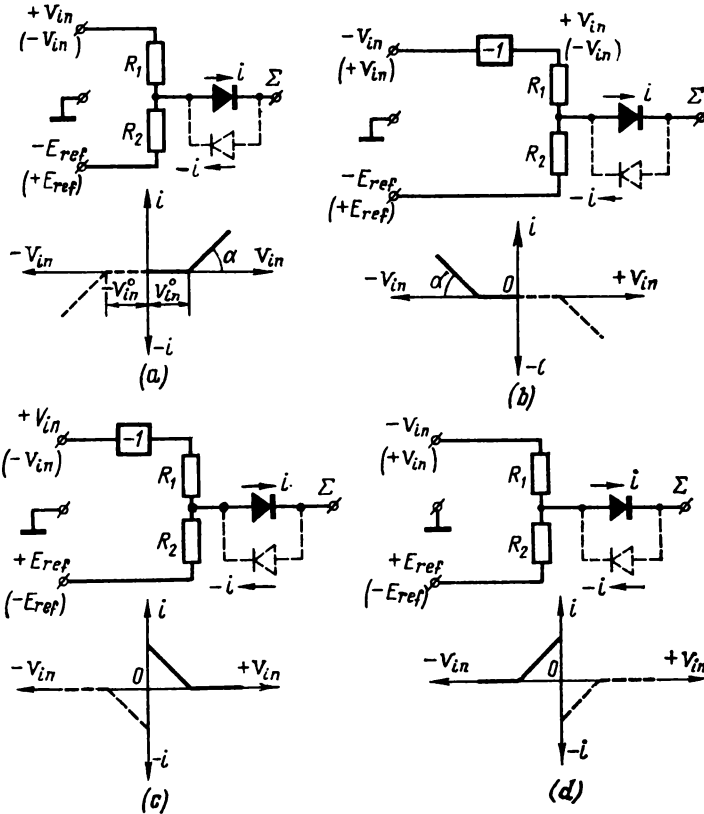 + Vin
(- Vin)
R1
i
Σ
R2
-i
- Eref
(+ Eref)
i
- Vin
α
Vin
- V°in
V°in
-i
(a)
- Vin
(+ Vin)
-1
+ Vin
(- Vin)
R1
i
Σ
R2
-i
- Eref
(+ Eref)
i
- Vin
α
0
+ Vin
-i
(b)
+ Vin
(- Vin)
-1
R1
i
Σ
R2
-i
+ Eref
(- Eref)
i
- Vin
0
+ Vin
-i
(c)
- Vin
(+ Vin)
R1
i
Σ
R2
-i
+ Eref
(- Eref)
i
- Vin
0
+ Vin
-i
(d)